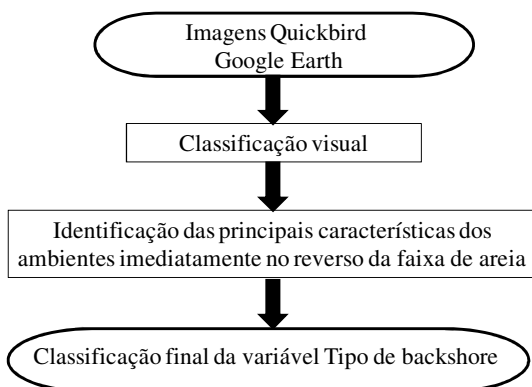 Imagens Quickbird
Google Earth
Classificação visual
Identificação das principais características dos
ambientes imediatamente no reverso da faixa de areia
Classificação final da variável Tipo de backshore